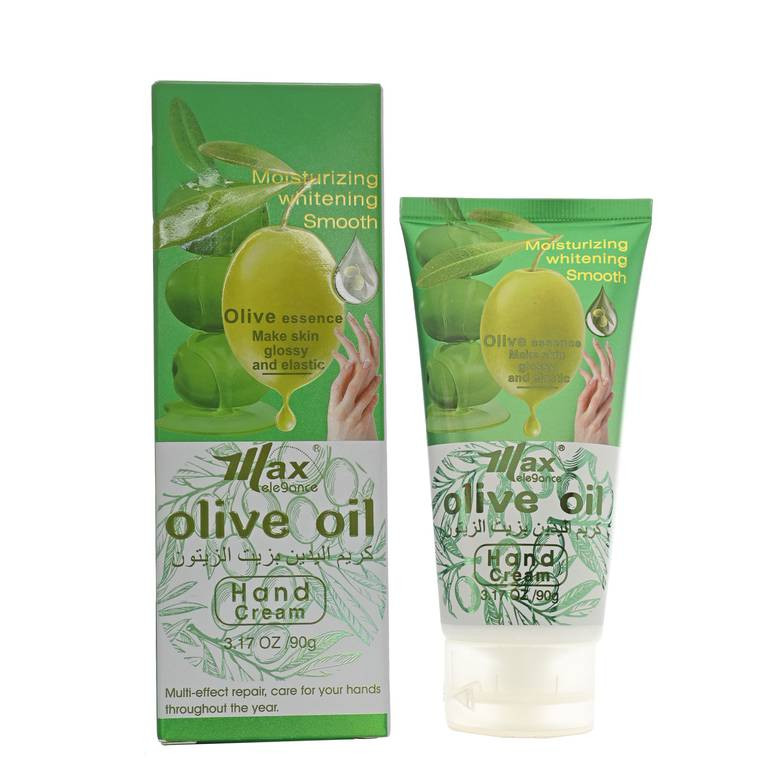 Moisturizing
whitening
Smooth
Olive essence
Make skin
glossy
and elastic
Max®
elegance
olive oil
كريم اليدين بزيت الزيتون
Hand
Cream
3.17 OZ /90g
Multi-effect repair, care for your hands
throughout the year.
Moisturizing
whitening
Smooth
Olive essence
Make skin
glossy
and elastic
Max®
elegance
olive oil
كريم اليدين بزيت الزيتون
Hand
Cream
3.17 OZ /90g